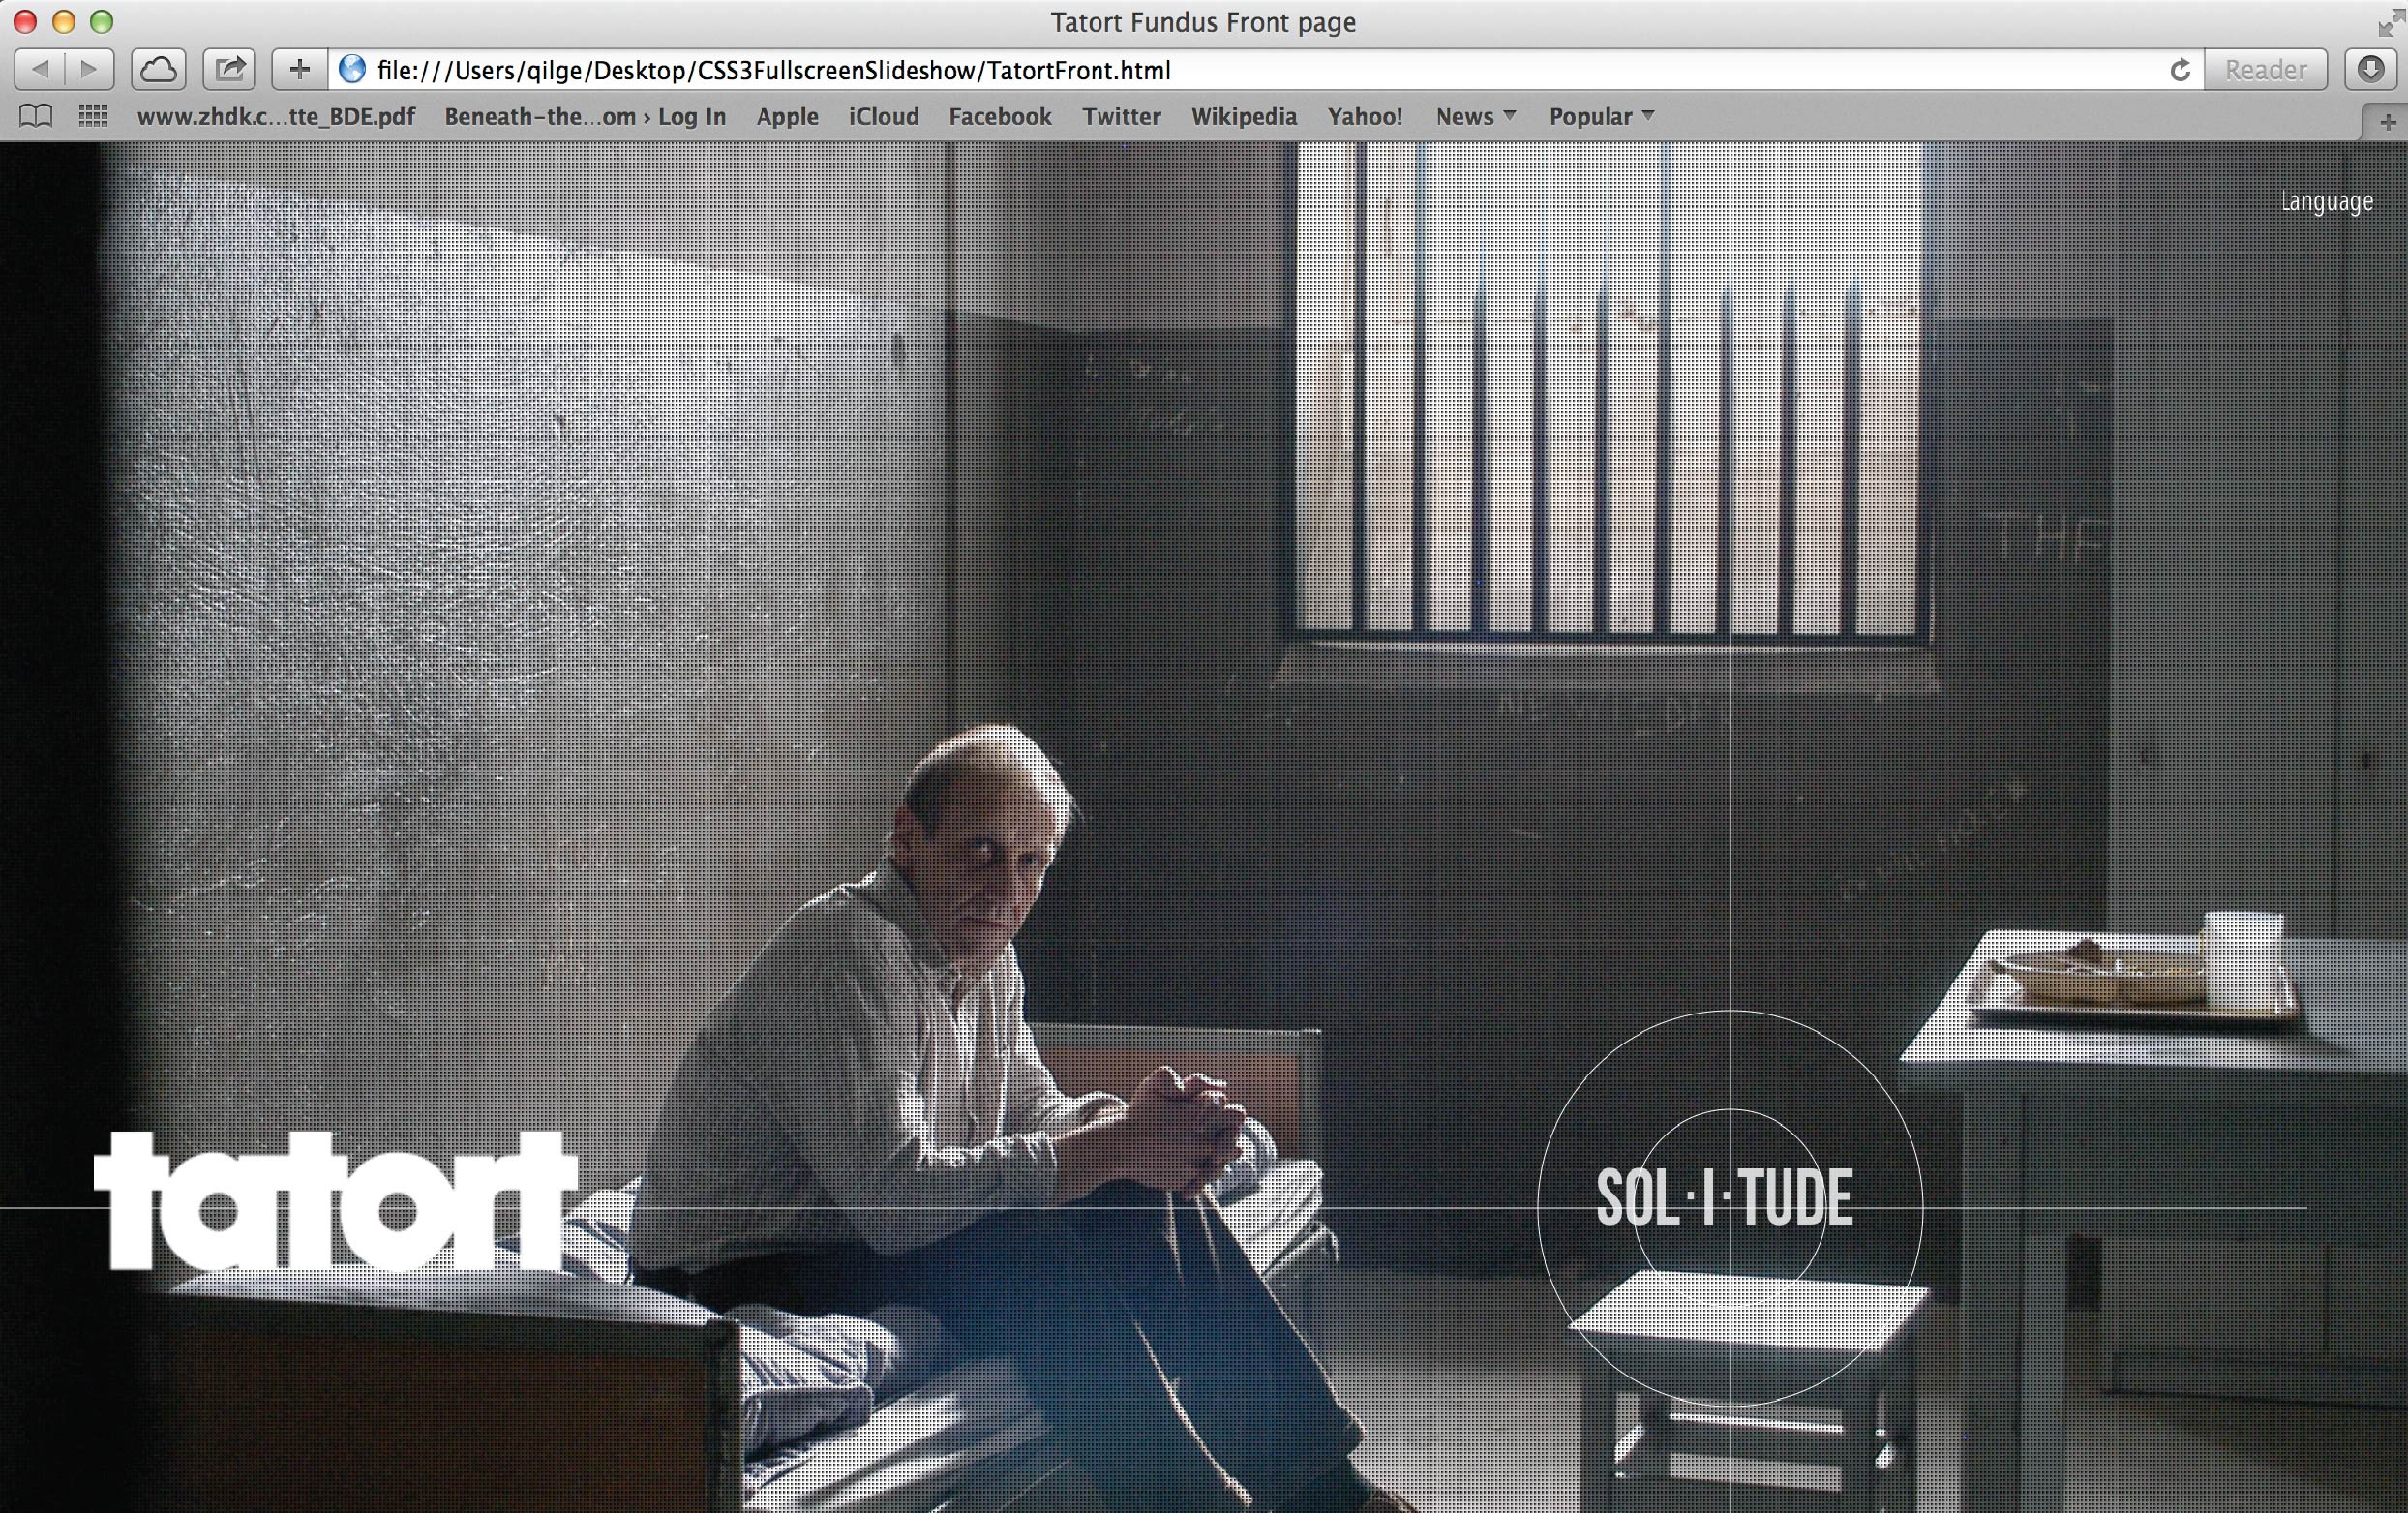 Tatort Fundus Front page
file:///Users/qilge/Desktop/CSS3FullscreenSlideshow/TatortFront.html
Reader
www.zhdk.c...tte_BDE.pdf Beneath-the...om › Log In Apple iCloud Facebook Twitter Wikipedia Yahoo! News Popular
Language
THE
tatort
SOL·I·TUDE